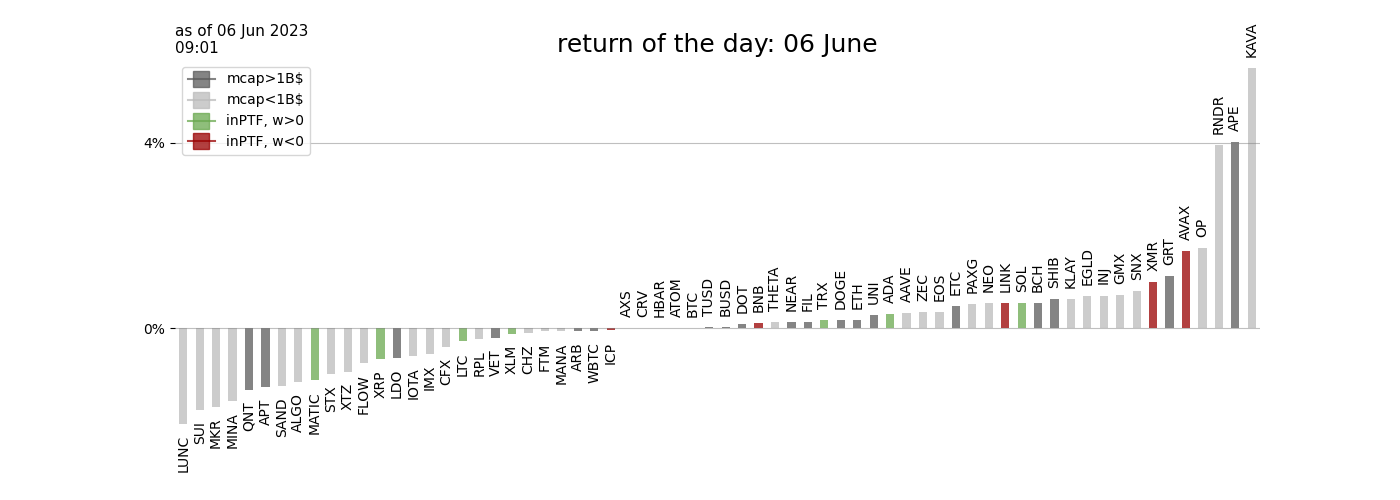 as of 06 Jun 2023
09:01
return of the day: 06 June
mcap>1B$
mcap<1B$
inPTF, w>0
inPTF, w<0
4%
0%
LUNC
SUI
MKR
MINA
QNT
APT
SAND
ALGO
MATIC
STX
XTZ
FLOW
XRP
LDO
IOTA
IMX
CFX
LTC
RPL
VET
XLM
CHZ
FTM
MANA
ARB
WBTC
ICP
AXS
CRV
HBAR
ATOM
BTC
TUSD
BUSD
DOT
BNB
THETA
NEAR
FIL
TRX
DOGE
ETH
UNI
ADA
AAVE
ZEC
EOS
ETC
PAXG
NEO
LINK
SOL
BCH
SHIB
KLAY
EGLD
INJ
GMX
SNX
XMR
GRT
AVAX
OP
RNDR
APE
KAVA